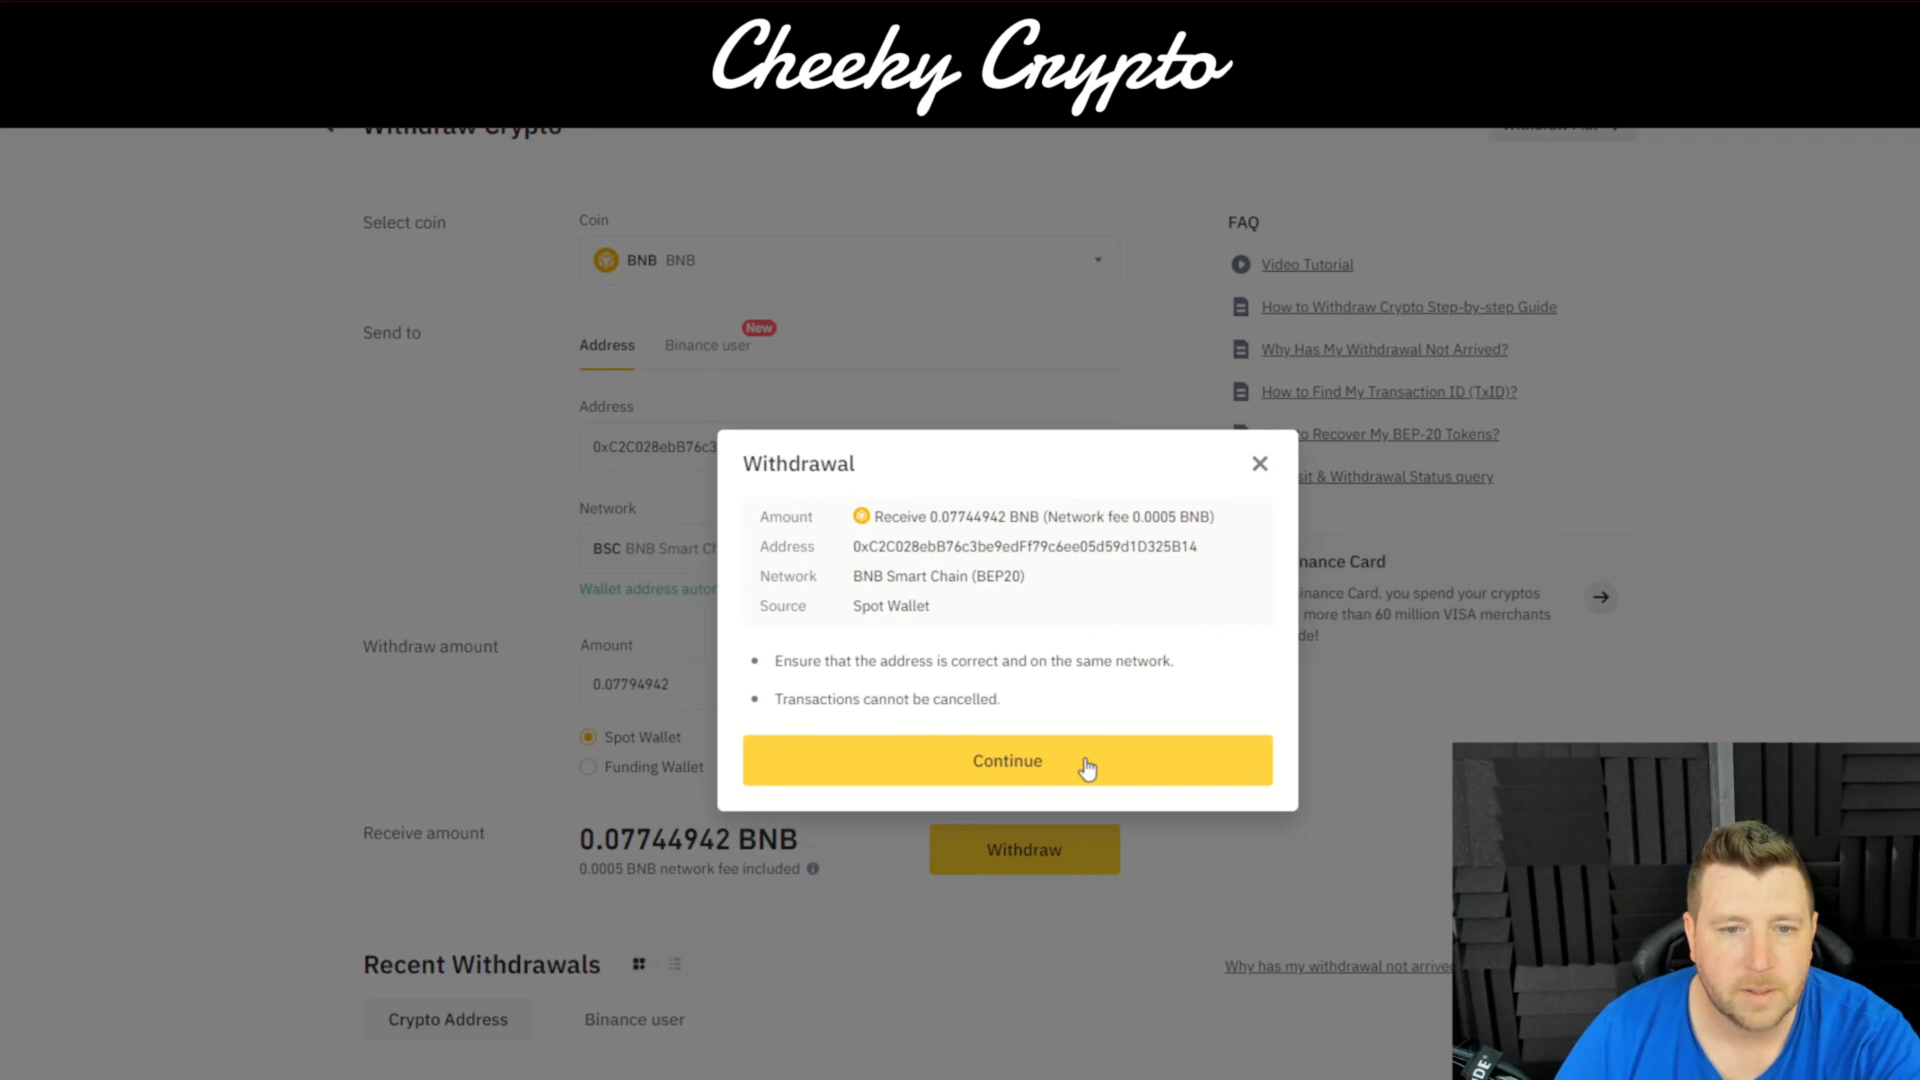 Cheeky Crypto
Withdraw Crypto
Select coin
Coin
BNB BNB
Send to
Address
Binance user
New
Address
0xC2C028ebB76c3
Network
BSC BNB Smart Ch
Wallet address autom
Withdraw amount
Amount
0.07794942
Spot Wallet
Funding Wallet
Receive amount
0.07744942 BNB
0.0005 BNB network fee included
Withdraw
Recent Withdrawals
Why has my withdrawal not arrived
Crypto Address
Binance user
FAQ
Video Tutorial
How to Withdraw Crypto Step-by-step Guide
Why Has My Withdrawal Not Arrived?
How to Find My Transaction ID (TxID)?
to Recover My BEP-20 Tokens?
sit & Withdrawal Status query
nance Card
inance Card, you spend your cryptos
more than 60 million VISA merchants
de!
Withdrawal
Amount Receive 0.07744942 BNB (Network fee 0.0005 BNB)
Address 0xC2C028ebB76c3be9edFf79c6ee05d59d1D325B14
Network BNB Smart Chain (BEP20)
Source Spot Wallet
Ensure that the address is correct and on the same network.
Transactions cannot be cancelled.
Continue